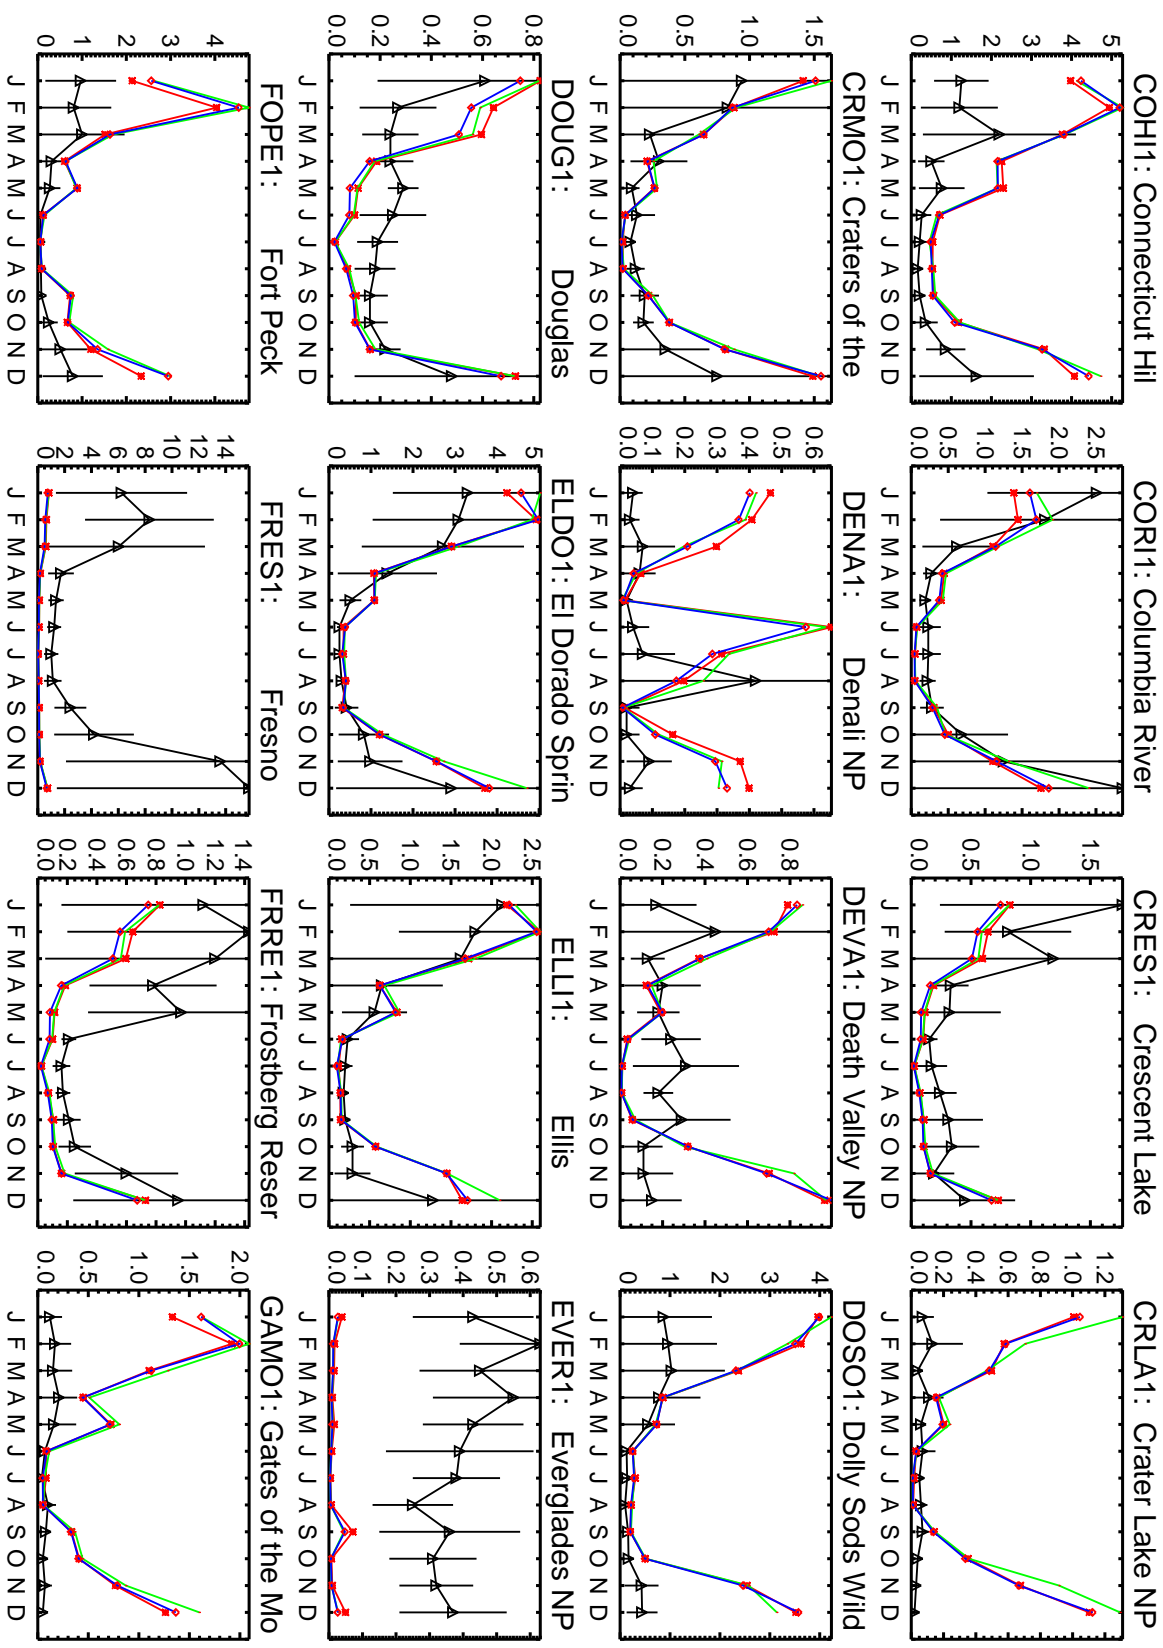 COHI1: Connecticut Hil
5
4
3
2
1
0
J F M A M J J A S O N D
CORI1: Columbia River
2.5
2.0
1.5
1.0
0.5
0.0
J F M A M J J A S O N D
CRES1: Crescent Lake
1.5
1.0
0.5
0.0
J F M A M J J A S O N D
CRLA1: Crater Lake NP
1.2
1.0
0.8
0.6
0.4
0.2
0.0
J F M A M J J A S O N D
CRMO1: Craters of the
1.5
1.0
0.5
0.0
J F M A M J J A S O N D
DENA1: Denali NP
0.6
0.5
0.4
0.3
0.2
0.1
0.0
J F M A M J J A S O N D
DEVA1: Death Valley NP
0.8
0.6
0.4
0.2
0.0
J F M A M J J A S O N D
DOSO1: Dolly Sods Wild
4
3
2
1
0
J F M A M J J A S O N D
DOUG1: Douglas
0.8
0.6
0.4
0.2
0.0
J F M A M J J A S O N D
ELDO1: El Dorado Sprin
5
4
3
2
1
0
J F M A M J J A S O N D
ELLI1: Ellis
2.5
2.0
1.5
1.0
0.5
0.0
J F M A M J J A S O N D
EVER1: Everglades NP
0.6
0.5
0.4
0.3
0.2
0.1
0.0
J F M A M J J A S O N D
FOPE1: Fort Peck
4
3
2
1
0
J F M A M J J A S O N D
FRES1: Fresno
14
12
10
8
6
4
2
0
J F M A M J J A S O N D
FRRE1: Frostberg Reser
1.4
1.2
1.0
0.8
0.6
0.4
0.2
0.0
J F M A M J J A S O N D
GAMO1: Gates of the Mo
2.0
1.5
1.0
0.5
0.0
J F M A M J J A S O N D